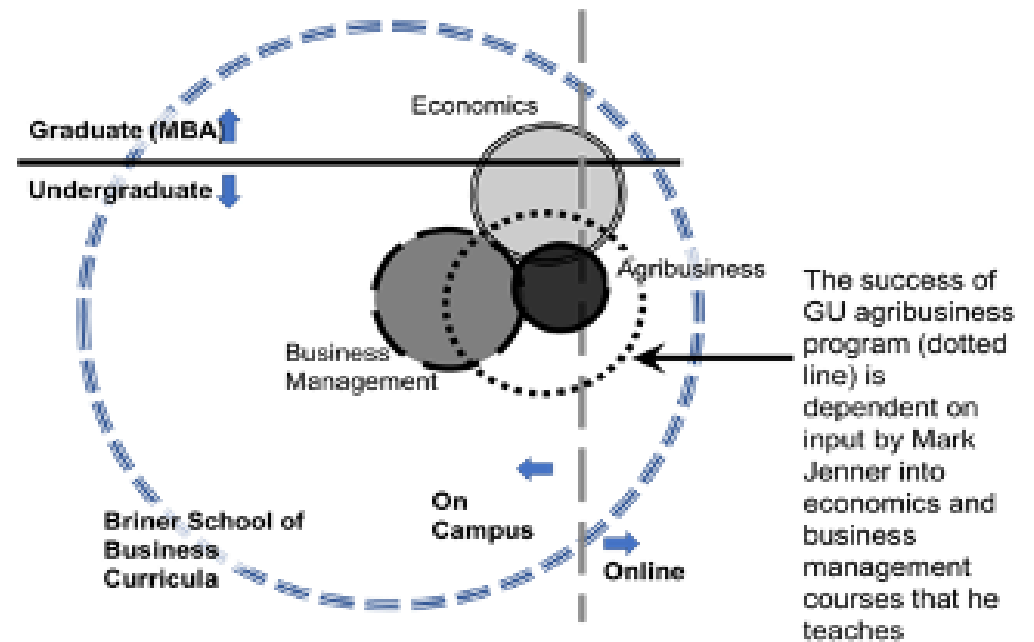 Economics
Graduate (MBA)
Undergraduate
Agribusiness
Business
Management
The success of
GU agribusiness
program (dotted
line) is
dependent on
input by Mark
Jenner into
economics and
business
management
courses that he
teaches
On
Campus
Briner School of
Business
Curricula
Online